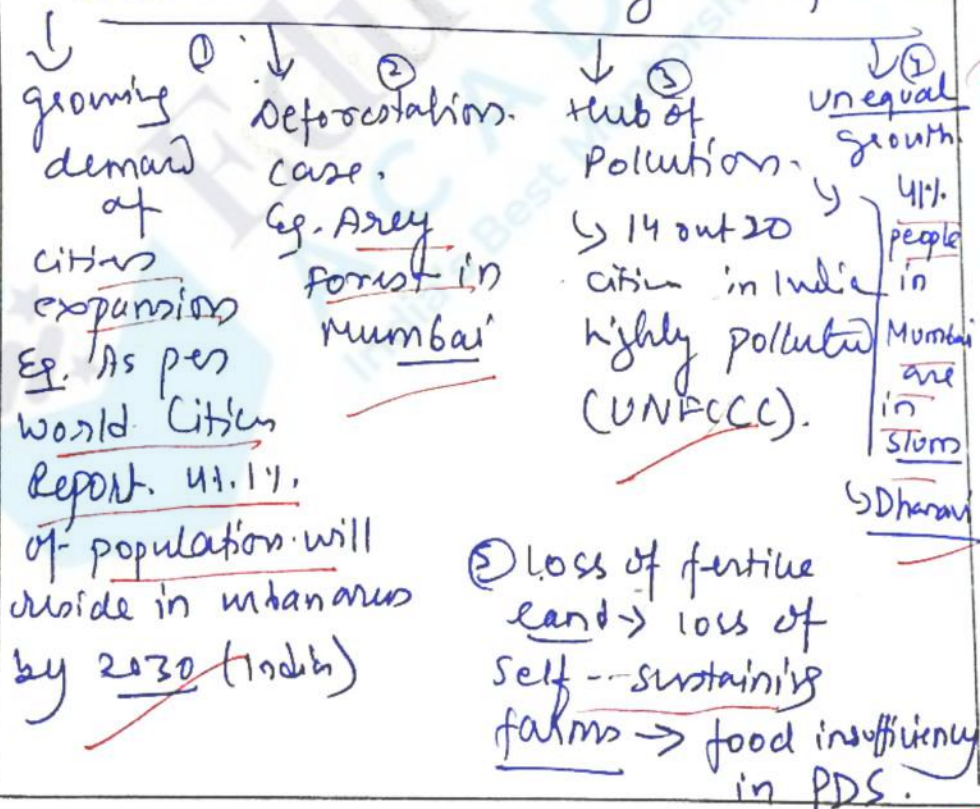 ①
growing
demand
of
cities
expansion
Eg. As per
World Cities
Report. 41.1%.
of population will
reside in urban areas
by 2030 (India)
②
Deforestation.
case.
Eg. Arey
forest in
Mumbai
③
Hub of
Pollution.
↳ 14 out 20
cities in India
highly polluted
(UNFCCC).
④
unequal
growth.
41%.
people
in
Mumbai
are
in
slums
↳ Dharavi
⑤ Loss of fertile
land → loss of
self--sustaining
farms → food insufficiency
in PDS.